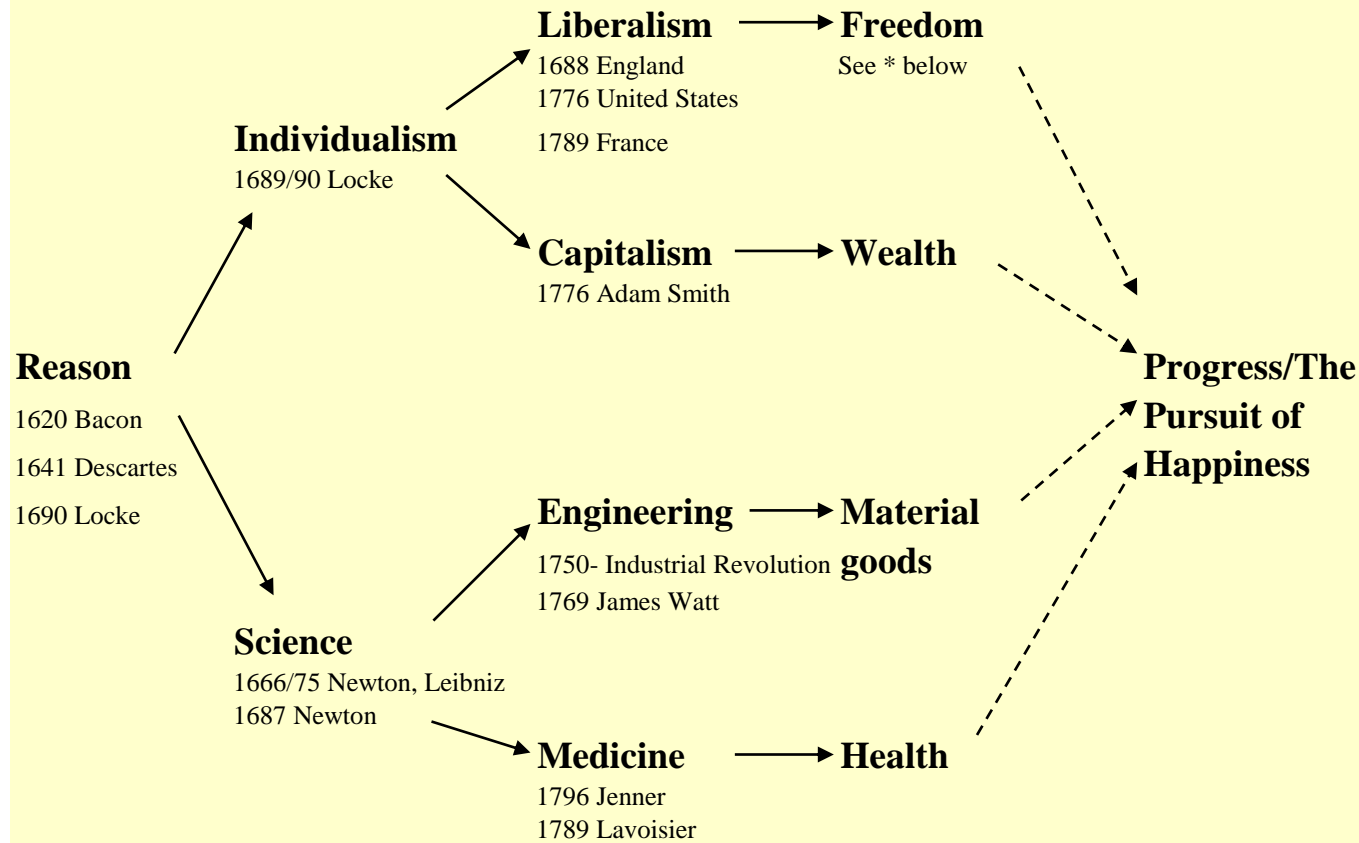 Liberalism
1688 England
1776 United States
1789 France
Freedom
See * below
Individualism
1689/90 Locke
Capitalism
1776 Adam Smith
Wealth
Reason
1620 Bacon
1641 Descartes
1690 Locke
Progress/The
Pursuit of
Happiness
Engineering
1750- Industrial Revolution
1769 James Watt
Material
goods
Science
1666/75 Newton, Leibniz
1687 Newton
Medicine
1796 Jenner
1789 Lavoisier
Health